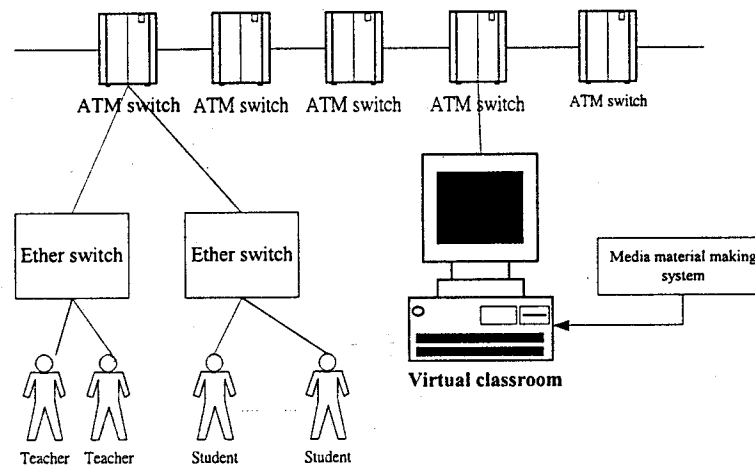 ATM switch
ATM switch
ATM switch
ATM switch
ATM switch
Ether switch
Ether switch
Media material making
system
Virtual classroom
Teacher
Teacher
Student
Student